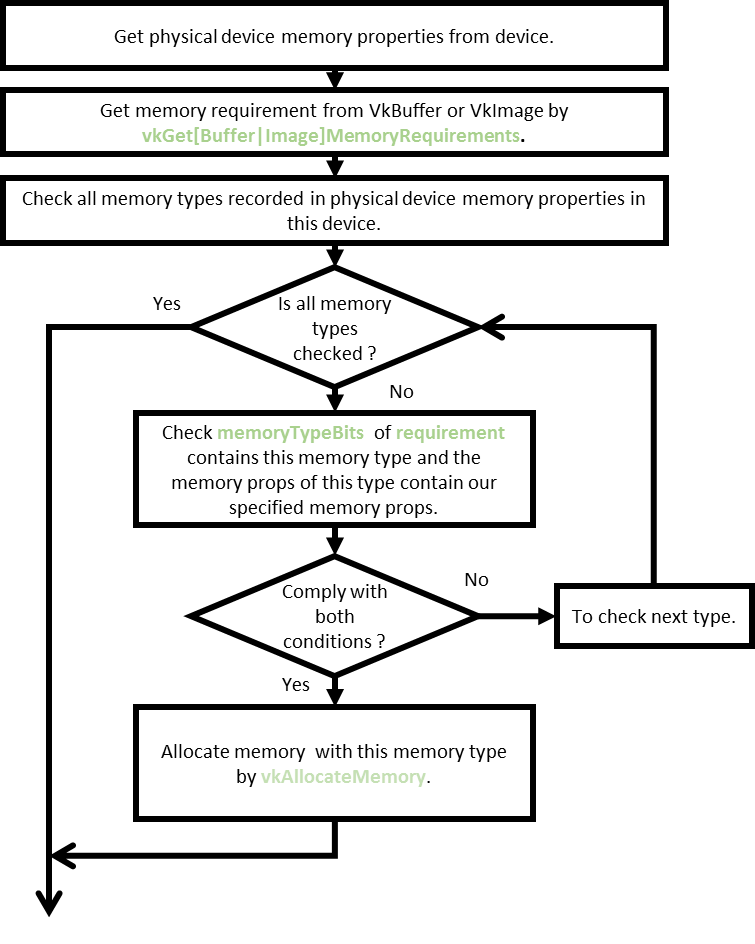 Get physical device memory properties from device.
Get memory requirement from VkBuffer or VkImage by
vkGet[Buffer|Image]MemoryRequirements.
Check all memory types recorded in physical device memory properties in
this device.
Yes
Is all memory
types
checked ?
No
Check memoryTypeBits of requirement
contains this memory type and the
memory props of this type contain our
specified memory props.
No
Comply with
both
conditions ?
To check next type.
Yes
Allocate memory with this memory type
by vkAllocateMemory.